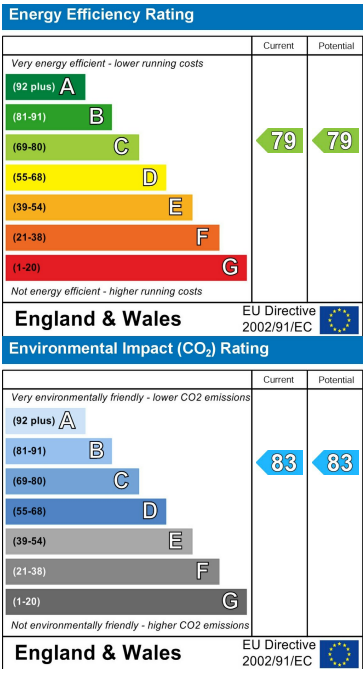 Energy Efficiency Rating
Current Potential
Very energy efficient - lower running costs
(92 plus) A
(81-91) B
(69-80) C
79 79
(55-68) D
(39-54) E
(21-38) F
(1-20) G
Not energy efficient - higher running costs
England & Wales
EU Directive
2002/91/EC
Environmental Impact (CO₂) Rating
Current Potential
Very environmentally friendly - lower CO2 emissions
(92 plus) A
(81-91) B
83 83
(69-80) C
(55-68) D
(39-54) E
(21-38) F
(1-20) G
Not environmentally friendly - higher CO2 emissions
England & Wales
EU Directive
2002/91/EC